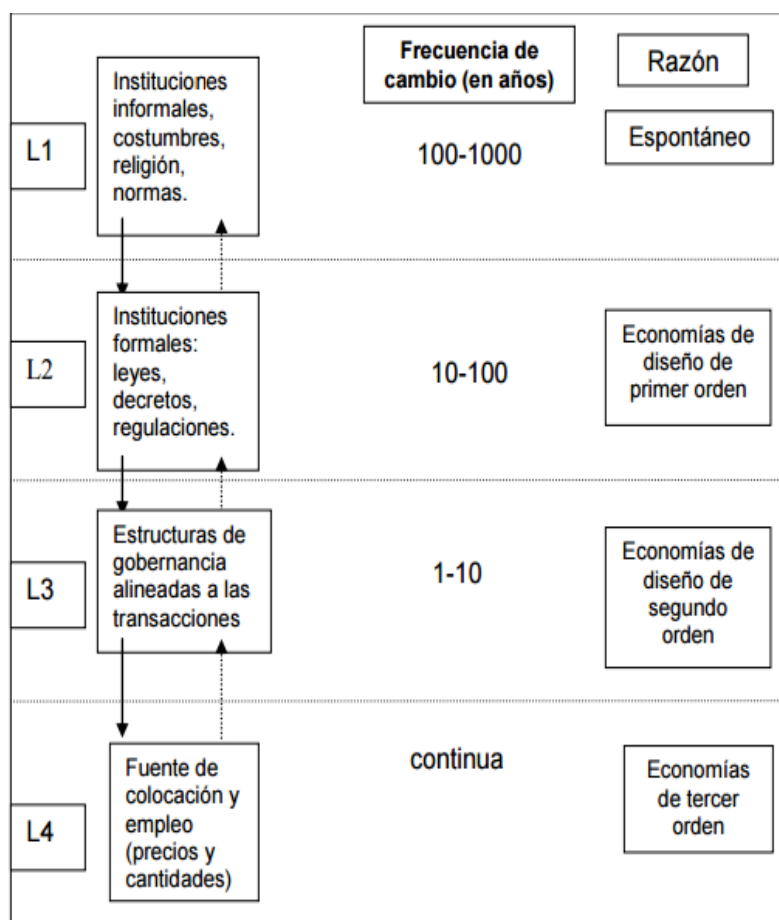 Frecuencia de
cambio (en años)
Razón
L1
Instituciones
informales,
costumbres,
religión,
normas.
100-1000
Espontáneo
L2
Instituciones
formales:
leyes,
decretos,
regulaciones.
10-100
Economías de
diseño de
primer orden
L3
Estructuras de
gobernancia
alineadas a las
transacciones
1-10
Economías de
diseño de
segundo
orden
L4
Fuente de
colocación y
empleo
(precios y
cantidades)
continua
Economías
de tercer
orden